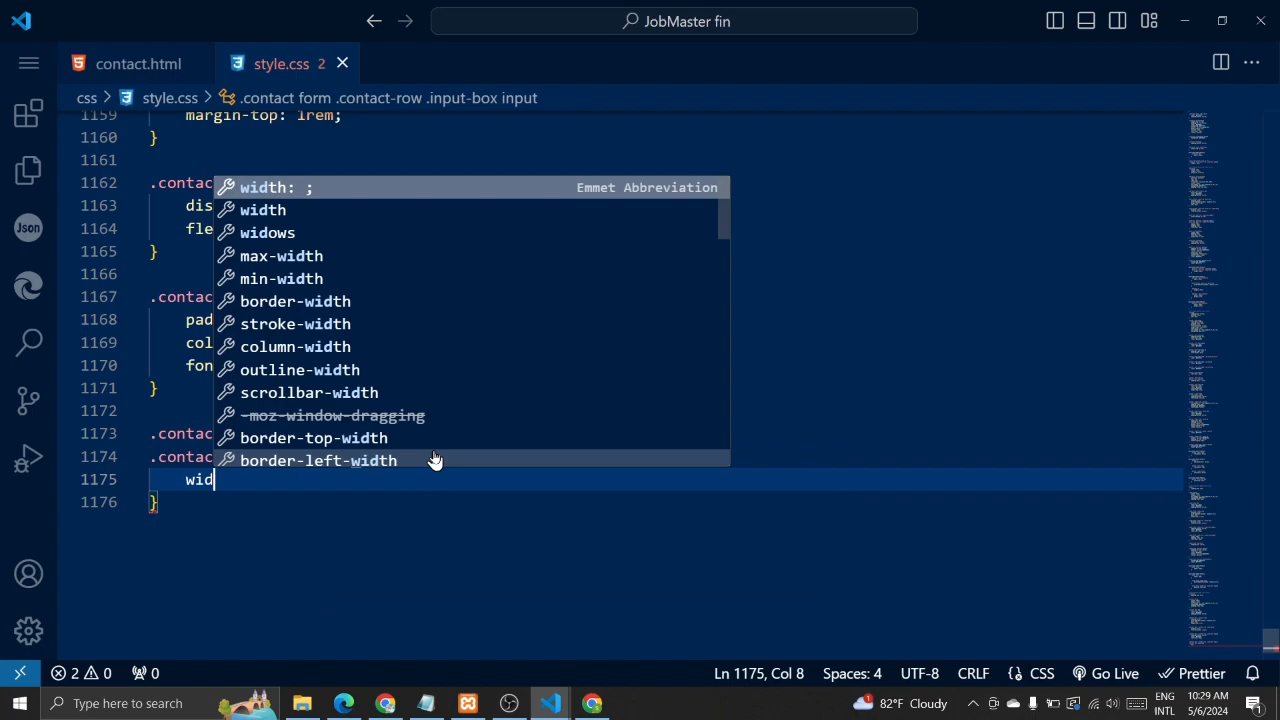 JobMaster fin
contact.html
style.css 2
css > style.css > .contact form .contact-row .input-box input
1159 margin-top: 1rem;
1160 }
1161
1162 .contac
1163 dis
1164 fle
1165 }
1166
1167 .contac
1168 pad
1169 col
1170 fon
1171 }
1172
1173 .contac
1174 .contac
1175 wid
1176 }
width: ; Emmet Abbreviation
width
widows
max-width
min-width
border-width
stroke-width
column-width
outline-width
scrollbar-width
-moz-window-dragging
border-top-width
border-left-width
Json
2 0 0 Ln 1175, Col 8 Spaces: 4 UTF-8 CRLF {} CSS Go Live Prettier
Type here to search 1 82°F Cloudy ENG INTL 10:29 AM 5/6/2024